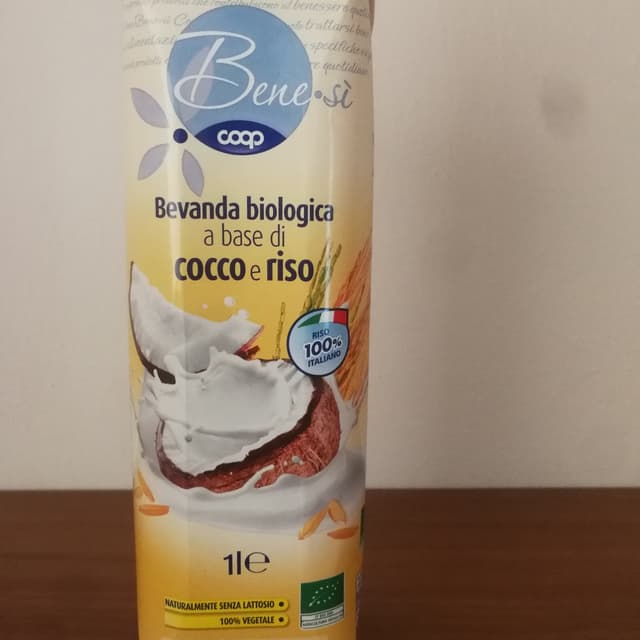 Bene.sì
coop
Bevanda biologica
a base di
cocco e riso
RISO
100%
ITALIANO
1l e
NATURALMENTE SENZA LATTOSIO
100% VEGETALE